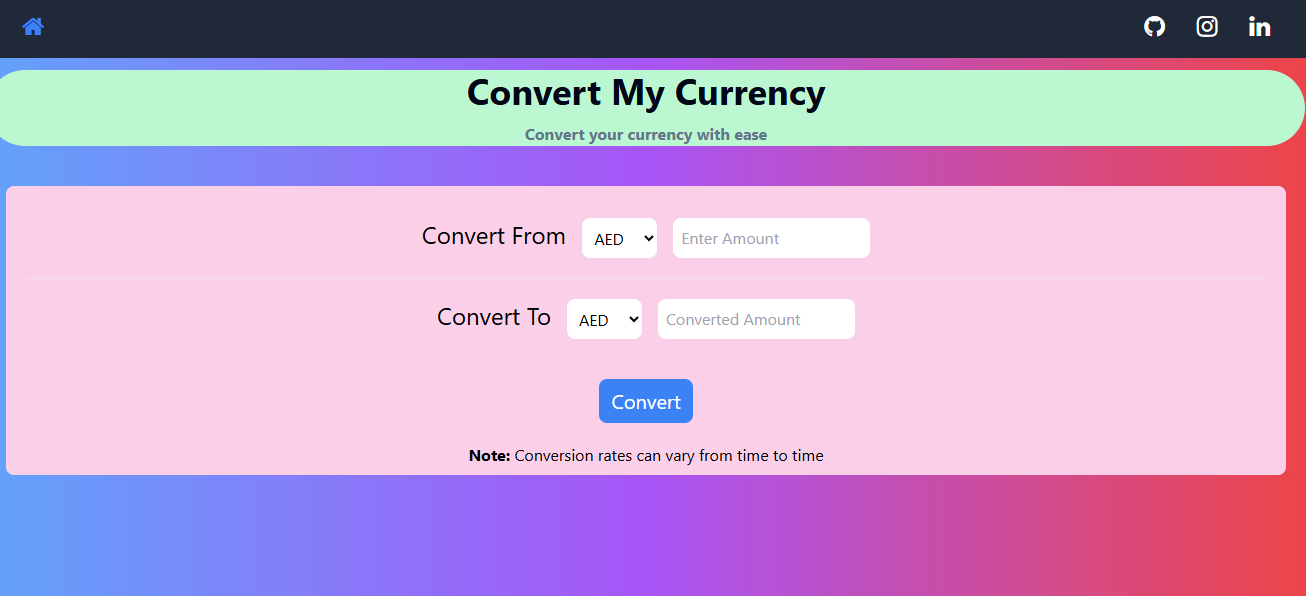 Convert My Currency
Convert your currency with ease
Convert From AED Enter Amount
Convert To AED Converted Amount
Convert
Note: Conversion rates can vary from time to time